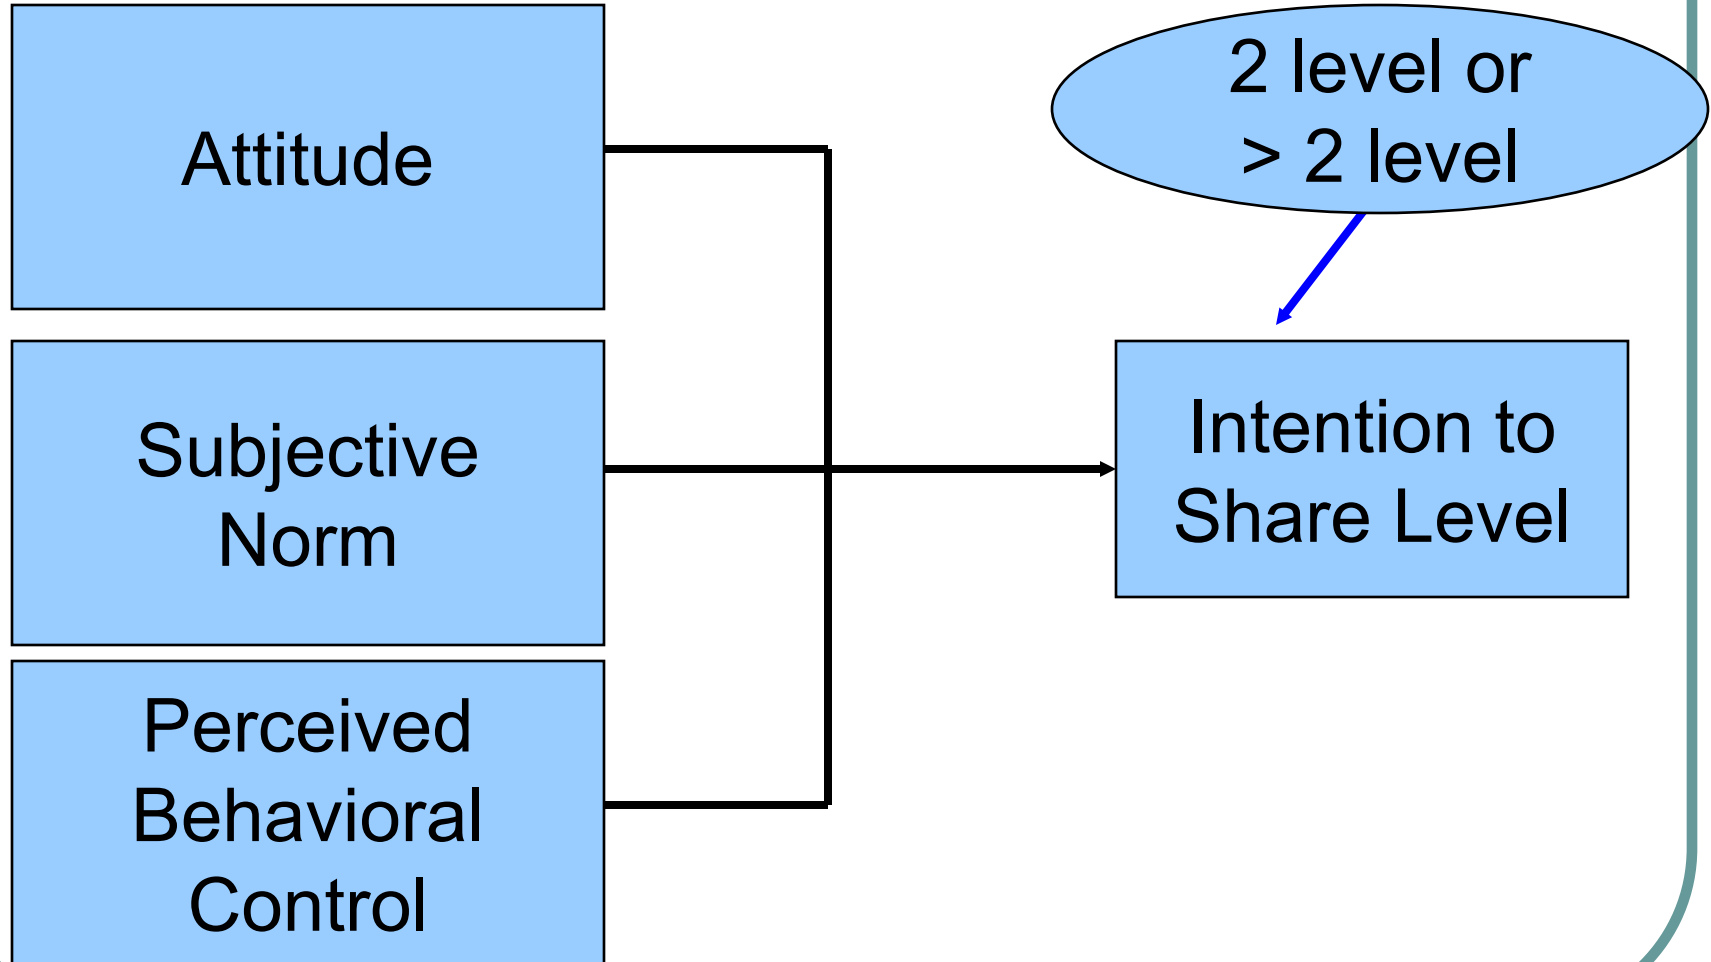 Attitude
2 level or
> 2 level
Subjective
Norm
Intention to
Share Level
Perceived
Behavioral
Control